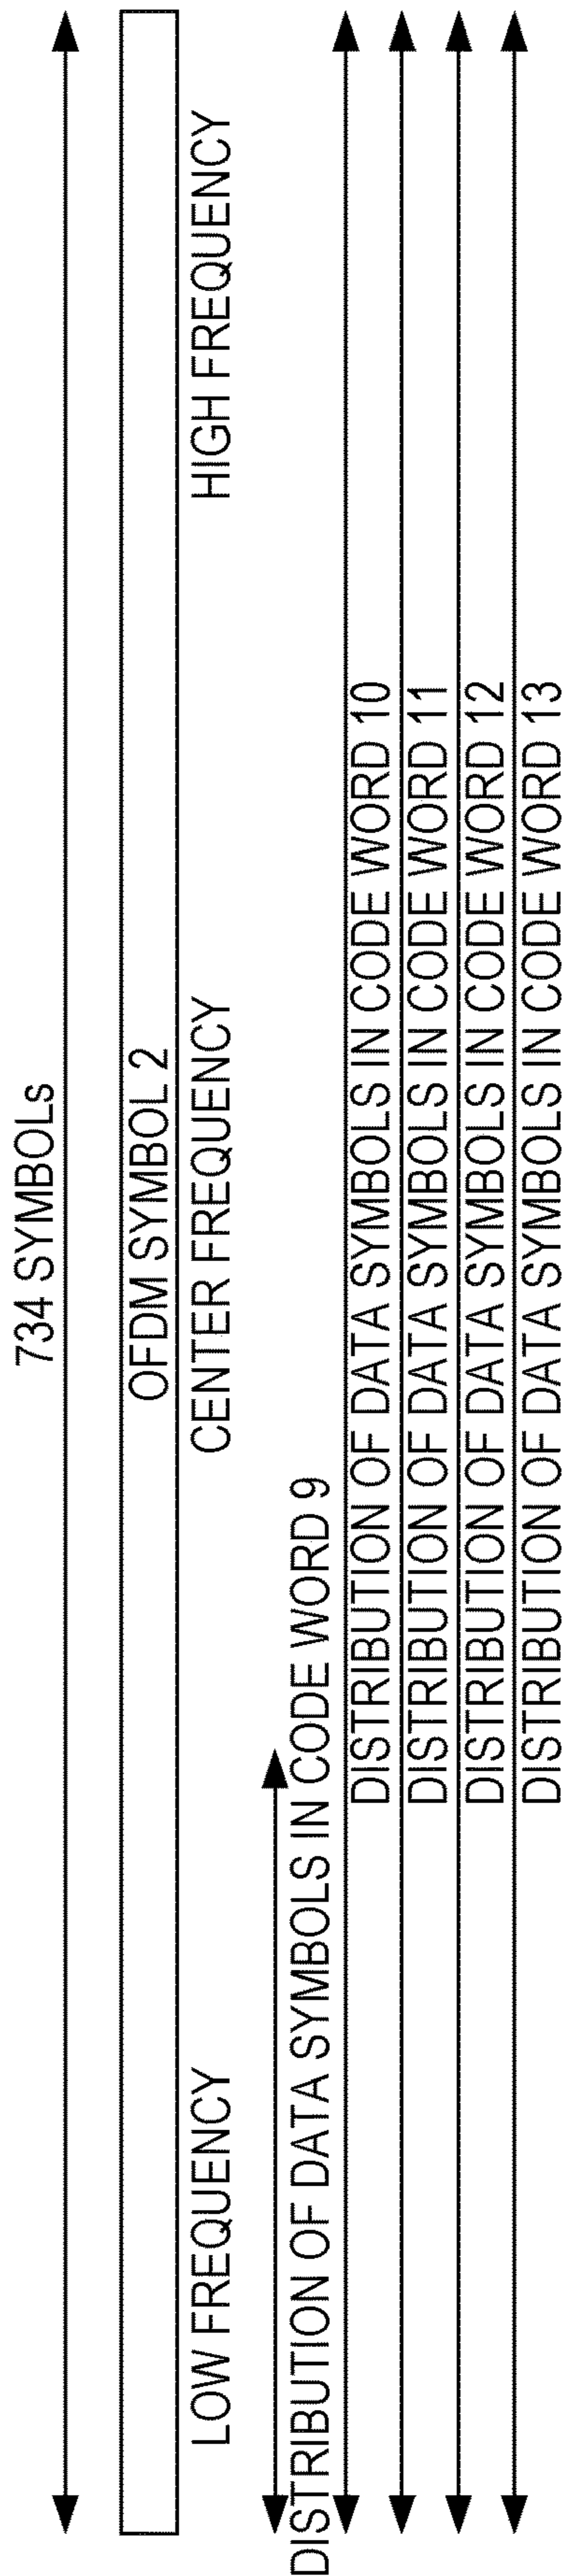 734 SYMBOLs
OFDM SYMBOL 2
LOW FREQUENCY
CENTER FREQUENCY
HIGH FREQUENCY
DISTRIBUTION OF DATA SYMBOLS IN CODE WORD 9
DISTRIBUTION OF DATA SYMBOLS IN CODE WORD 10
DISTRIBUTION OF DATA SYMBOLS IN CODE WORD 11
DISTRIBUTION OF DATA SYMBOLS IN CODE WORD 12
DISTRIBUTION OF DATA SYMBOLS IN CODE WORD 13